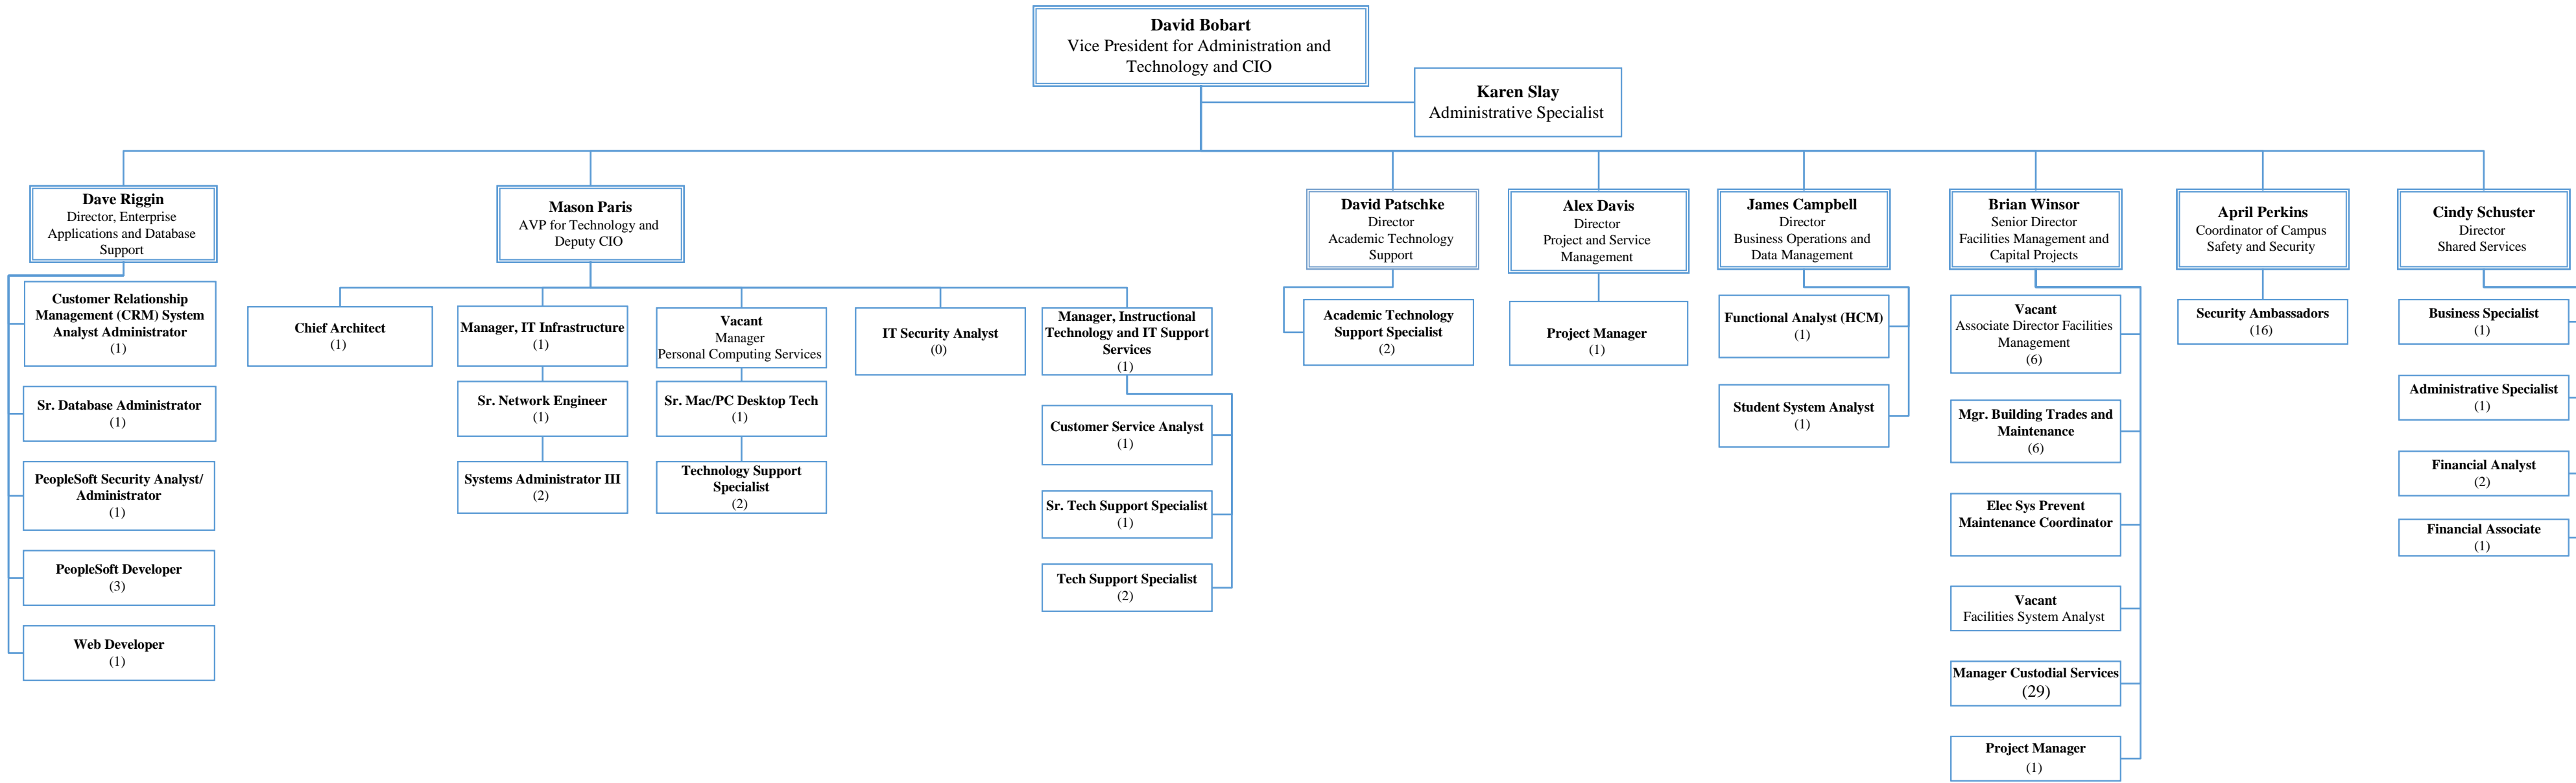 David Bobart
Vice President for Administration and
Technology and CIO
Karen Slay
Administrative Specialist
Dave Riggin
Director, Enterprise
Applications and Database
Support
Customer Relationship
Management (CRM) System
Analyst Administrator
(1)
Sr. Database Administrator
(1)
PeopleSoft Security Analyst/
Administrator
(1)
PeopleSoft Developer
(3)
Web Developer
(1)
Mason Paris
AVP for Technology and
Deputy CIO
Chief Architect
(1)
Manager, IT Infrastructure
(1)
Sr. Network Engineer
(1)
Systems Administrator III
(2)
Vacant
Manager
Personal Computing Services
Sr. Mac/PC Desktop Tech
(1)
Technology Support
Specialist
(2)
IT Security Analyst
(0)
Manager, Instructional
Technology and IT Support
Services
(1)
Customer Service Analyst
(1)
Sr. Tech Support Specialist
(1)
Tech Support Specialist
(2)
David Patschke
Director
Academic Technology
Support
Academic Technology
Support Specialist
(2)
Alex Davis
Director
Project and Service
Management
Project Manager
(1)
James Campbell
Director
Business Operations and
Data Management
Functional Analyst (HCM)
(1)
Student System Analyst
(1)
Brian Winsor
Senior Director
Facilities Management and
Capital Projects
Vacant
Associate Director Facilities
Management
(6)
Mgr. Building Trades and
Maintenance
(6)
Elec Sys Prevent
Maintenance Coordinator
Vacant
Facilities System Analyst
Manager Custodial Services
(29)
Project Manager
(1)
April Perkins
Coordinator of Campus
Safety and Security
Security Ambassadors
(16)
Cindy Schuster
Director
Shared Services
Business Specialist
(1)
Administrative Specialist
(1)
Financial Analyst
(2)
Financial Associate
(1)